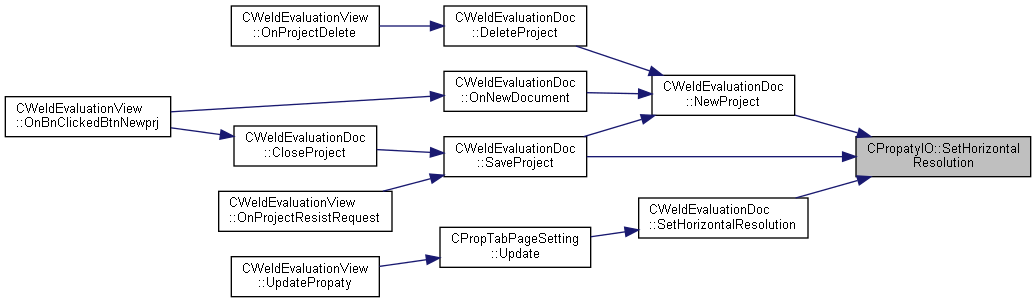 CWeldEvaluationView
::OnProjectDelete
CWeldEvaluationDoc
::DeleteProject
CWeldEvaluationDoc
::OnNewDocument
CWeldEvaluationDoc
::NewProject
CWeldEvaluationView
::OnBnClickedBtnNewprj
CWeldEvaluationDoc
::CloseProject
CWeldEvaluationDoc
::SaveProject
CPropatyIO::SetHorizontal
Resolution
CWeldEvaluationView
::OnProjectResistRequest
CWeldEvaluationDoc
::SetHorizontalResolution
CPropTabPageSetting
::Update
CWeldEvaluationView
::UpdatePropaty